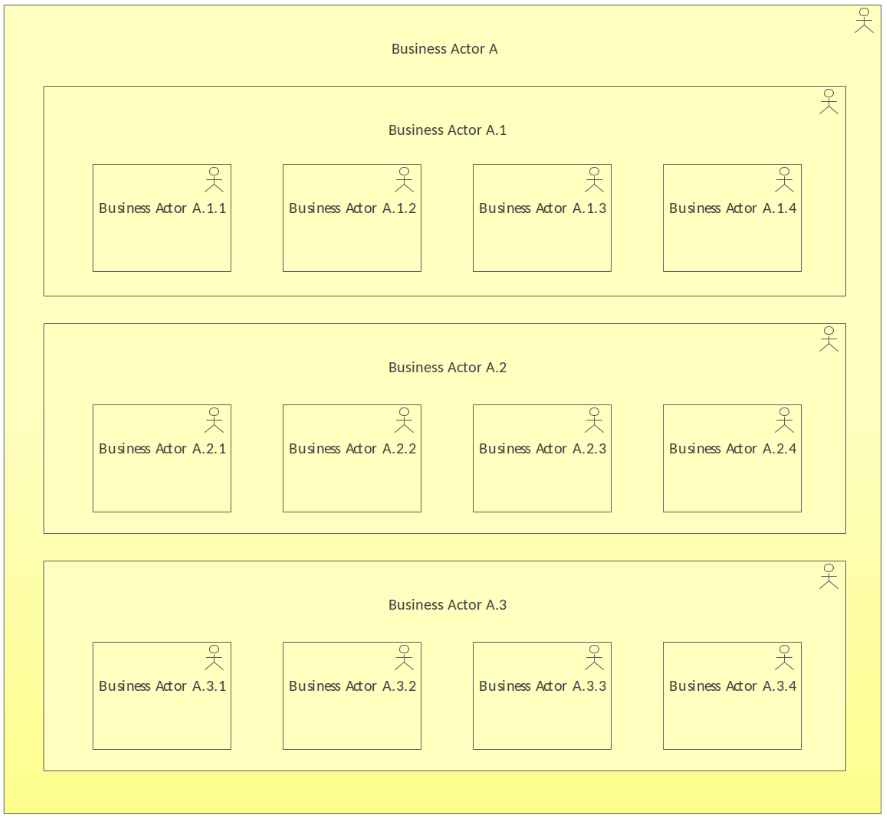 Business Actor A
Business Actor A.1
Business Actor A.1.1
Business Actor A.1.2
Business Actor A.1.3
Business Actor A.1.4
Business Actor A.2
Business Actor A.2.1
Business Actor A.2.2
Business Actor A.2.3
Business Actor A.2.4
Business Actor A.3
Business Actor A.3.1
Business Actor A.3.2
Business Actor A.3.3
Business Actor A.3.4